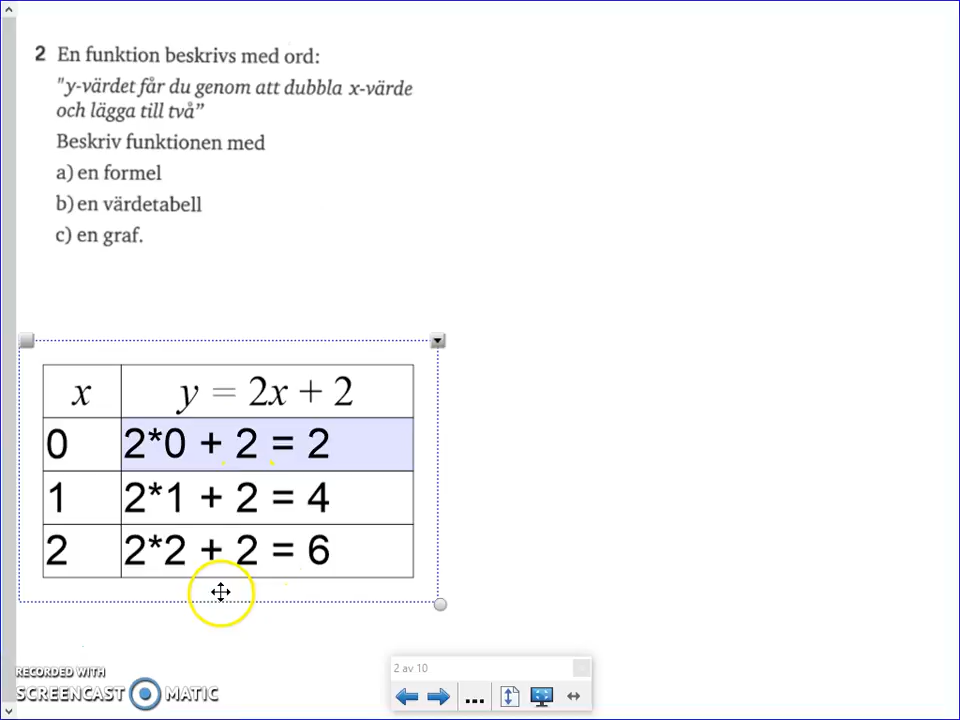 2 En funktion beskrivs med ord:
"y-värdet får du genom att dubbla x-värde
och lägga till två”
Beskriv funktionen med
a) en formel
b) en värdetabell
c) en graf.
x y = 2x + 2
0 2*0 + 2 = 2
1 2*1 + 2 = 4
2 2*2 + 2 = 6
2 av 10
...
RECORDED WITH
SCREENCAST MATIC